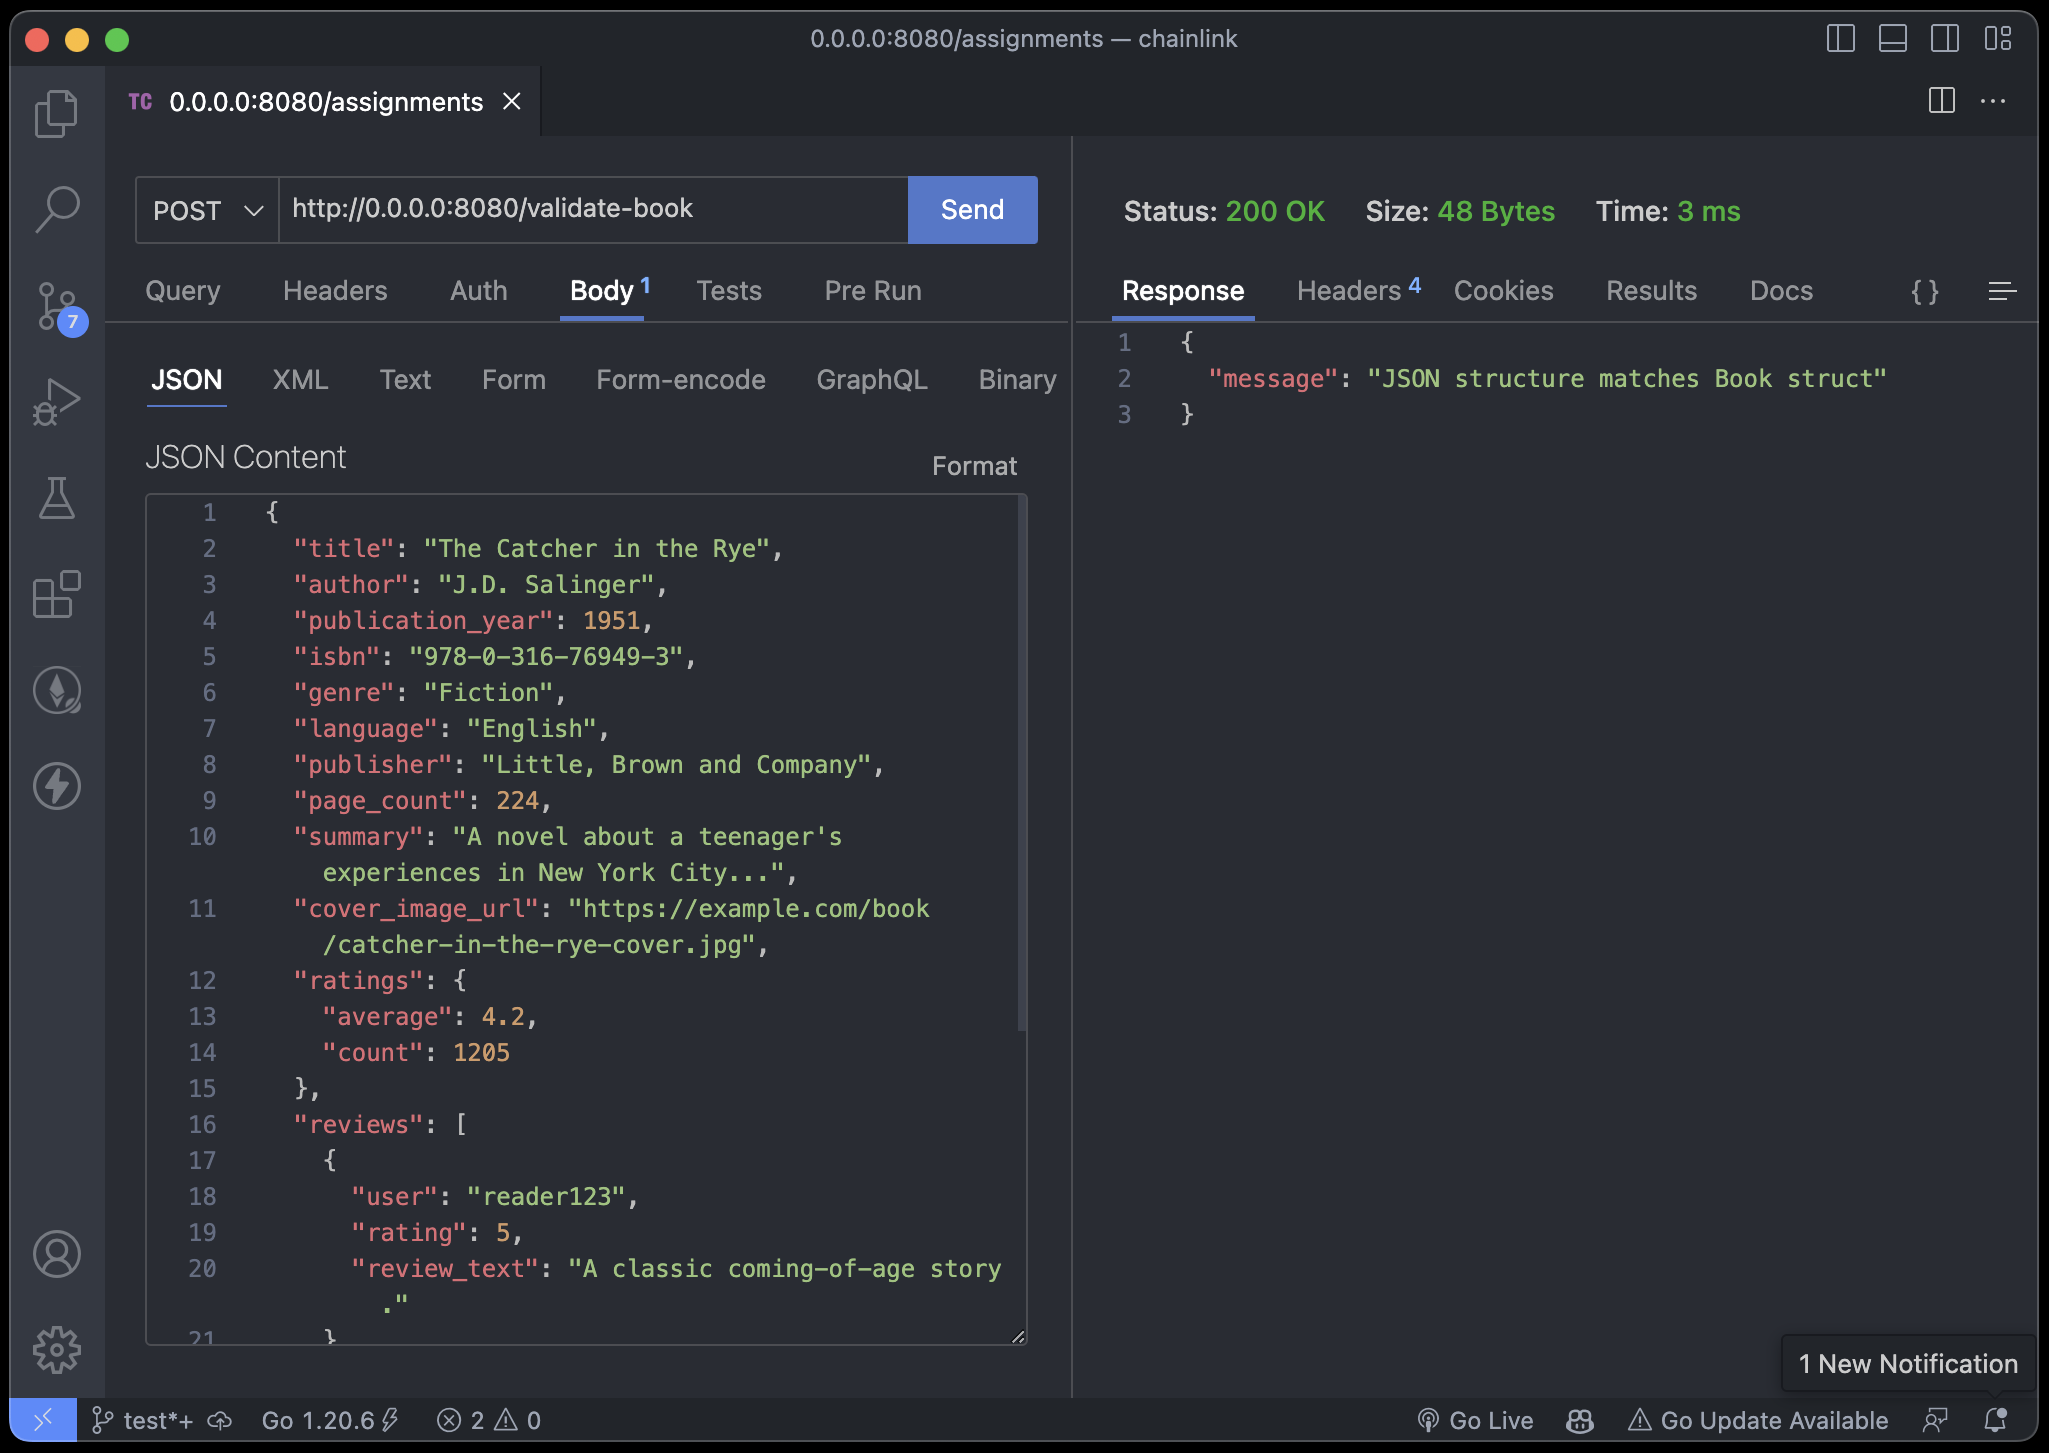 0.0.0.0:8080/assignments — chainlink
TC 0.0.0.0:8080/assignments
POST http://0.0.0.0:8080/validate-book Send
Status: 200 OK Size: 48 Bytes Time: 3 ms
Query Headers Auth Body 1 Tests Pre Run
Response Headers 4 Cookies Results Docs {}
7
JSON XML Text Form Form-encode GraphQL Binary
JSON Content
Format
1 {
2 "title": "The Catcher in the Rye",
3 "author": "J.D. Salinger",
4 "publication_year": 1951,
5 "isbn": "978-0-316-76949-3",
6 "genre": "Fiction",
7 "language": "English",
8 "publisher": "Little, Brown and Company",
9 "page_count": 224,
10 "summary": "A novel about a teenager's
experiences in New York City...",
11 "cover_image_url": "https://example.com/book
/catcher-in-the-rye-cover.jpg",
12 "ratings": {
13 "average": 4.2,
14 "count": 1205
15 },
16 "reviews": [
17 {
18 "user": "reader123",
19 "rating": 5,
20 "review_text": "A classic coming-of-age story
."
21 }
1 {
2 "message": "JSON structure matches Book struct"
3 }
1 New Notification
test*+ Go 1.20.6 2 0
Go Live Go Update Available